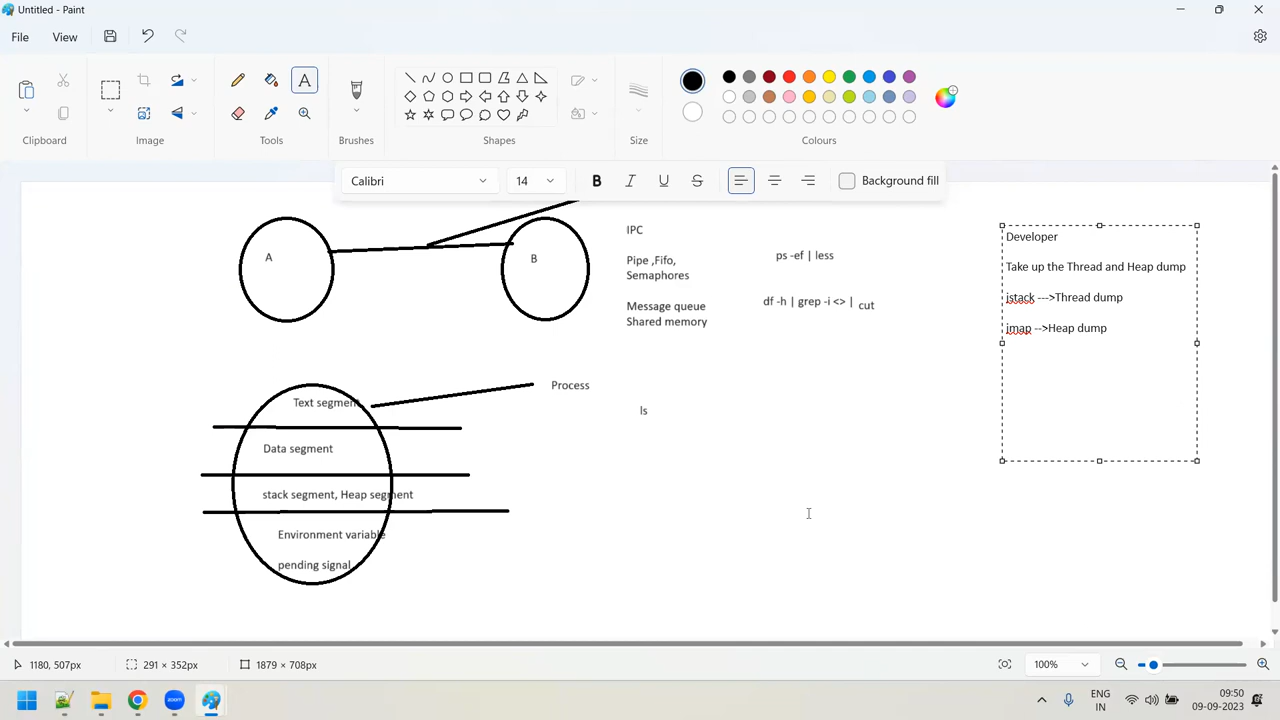 Untitled - Paint
File
View
Clipboard
Image
Tools
Brushes
Shapes
Size
Colours
Calibri
14
Background fill
A
B
IPC
Pipe ,Fifo,
Semaphores
Message queue
Shared memory
ps -ef | less
df -h | grep -i <> | cut
Developer
Take up the Thread and Heap dump
jstack --->Thread dump
jmap -->Heap dump
Process
ls
Text segment
Data segment
stack segment, Heap segment
Environment variable
pending signal
1180, 507px
291 × 352px
1879 × 708px
100%
zoom
ENG
IN
09:50
09-09-2023